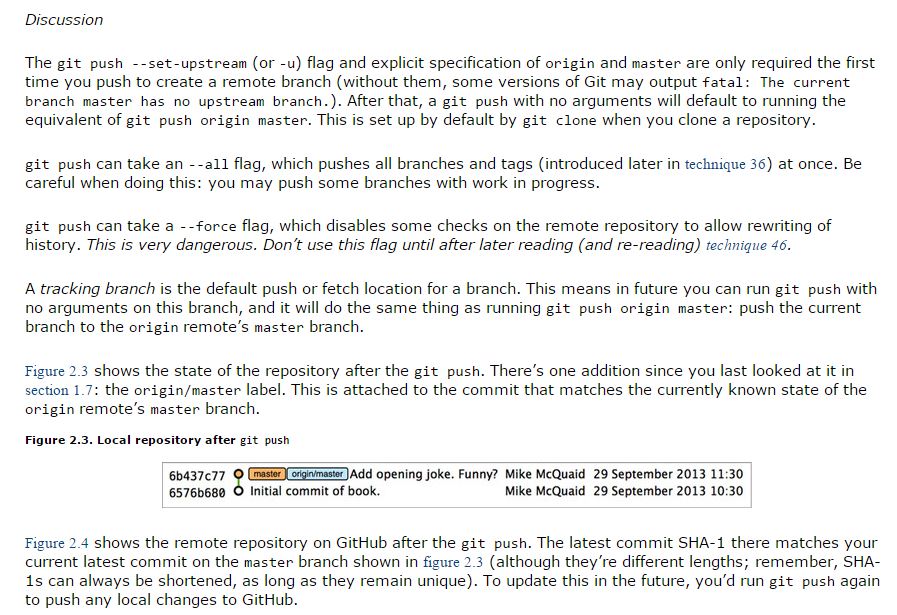 Discussion
The git push --set-upstream (or -u) flag and explicit specification of origin and master are only required the first
time you push to create a remote branch (without them, some versions of Git may output fatal: The current
branch master has no upstream branch.). After that, a git push with no arguments will default to running the
equivalent of git push origin master. This is set up by default by git clone when you clone a repository.
git push can take an --all flag, which pushes all branches and tags (introduced later in technique 36) at once. Be
careful when doing this: you may push some branches with work in progress.
git push can take a --force flag, which disables some checks on the remote repository to allow rewriting of
history. This is very dangerous. Don't use this flag until after later reading (and re-reading) technique 46.
A tracking branch is the default push or fetch location for a branch. This means in future you can run git push with
no arguments on this branch, and it will do the same thing as running git push origin master: push the current
branch to the origin remote's master branch.
Figure 2.3 shows the state of the repository after the git push. There's one addition since you last looked at it in
section 1.7: the origin/master label. This is attached to the commit that matches the currently known state of the
origin remote's master branch.
Figure 2.3. Local repository after git push
6b437c77 master origin/master Add opening joke. Funny? Mike McQuaid 29 September 2013 11:30
6576b680 Initial commit of book. Mike McQuaid 29 September 2013 10:30
Figure 2.4 shows the remote repository on GitHub after the git push. The latest commit SHA-1 there matches your
current latest commit on the master branch shown in figure 2.3 (although they're different lengths; remember, SHA-
1s can always be shortened, as long as they remain unique). To update this in the future, you'd run git push again
to push any local changes to GitHub.